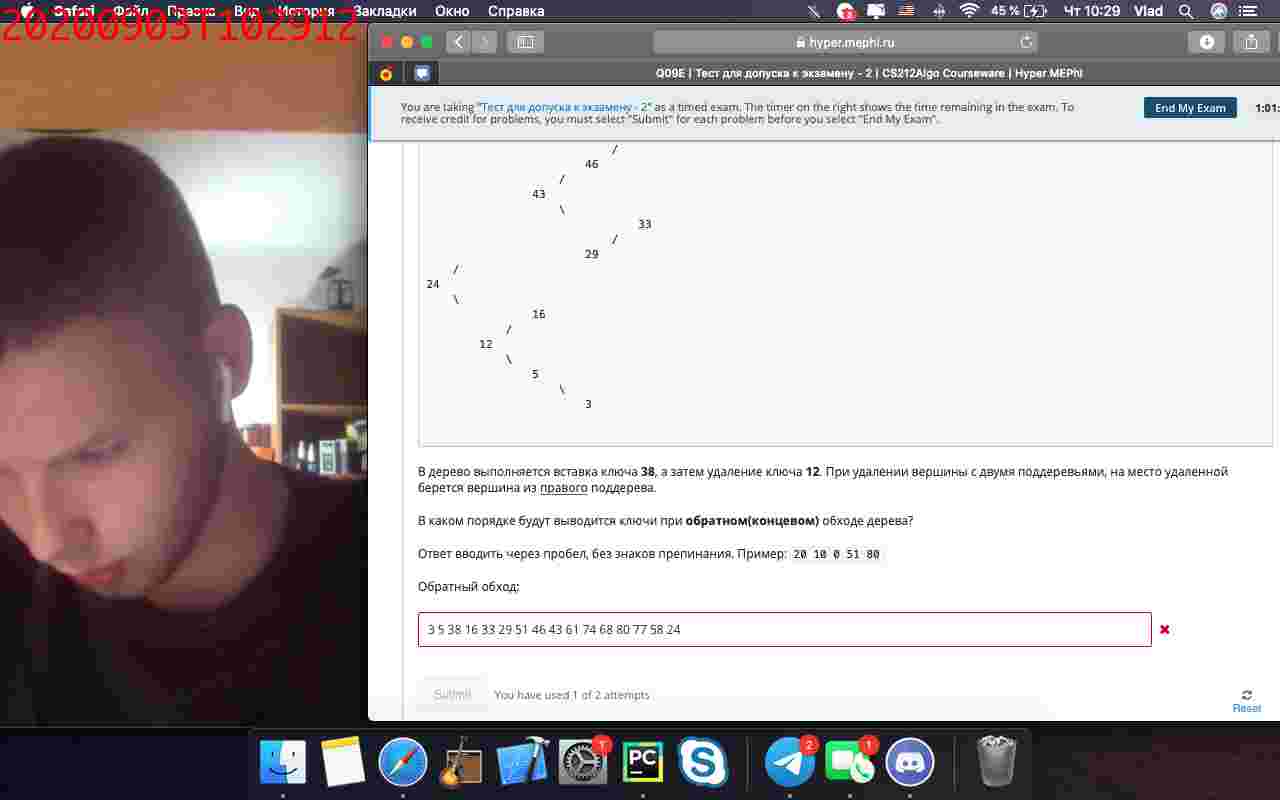 20200903T102912
Safari Файл Правка Вид История Закладки Окно Справка 45 % Чт 10:29 Vlad
hyper.mephi.ru
Q09E | Тест для допуска к экзамену - 2 | CS212Algo Courseware | Hyper.MEPhI
You are taking "Тест для допуска к экзамену - 2" as a timed exam. The timer on the right shows the time remaining in the exam. To
receive credit for problems, you must select "Submit" for each problem before you select "End My Exam".
End My Exam
1:01:
/
46
/
43
\
33
/
29
/
24
\
16
/
12
\
5
\
3
В дерево выполняется вставка ключа 38, а затем удаление ключа 12. При удалении вершины с двумя поддеревьями, на место удаленной
берется вершина из правого поддерева.
В каком порядке будут выводится ключи при обратном(концевом) обходе дерева?
Ответ вводить через пробел, без знаков препинания. Пример: 20 10 0 51 80
Обратный обход:
3 5 38 16 33 29 51 46 43 61 74 68 80 77 58 24
Submit You have used 1 of 2 attempts
Reset
PC
1
2
1